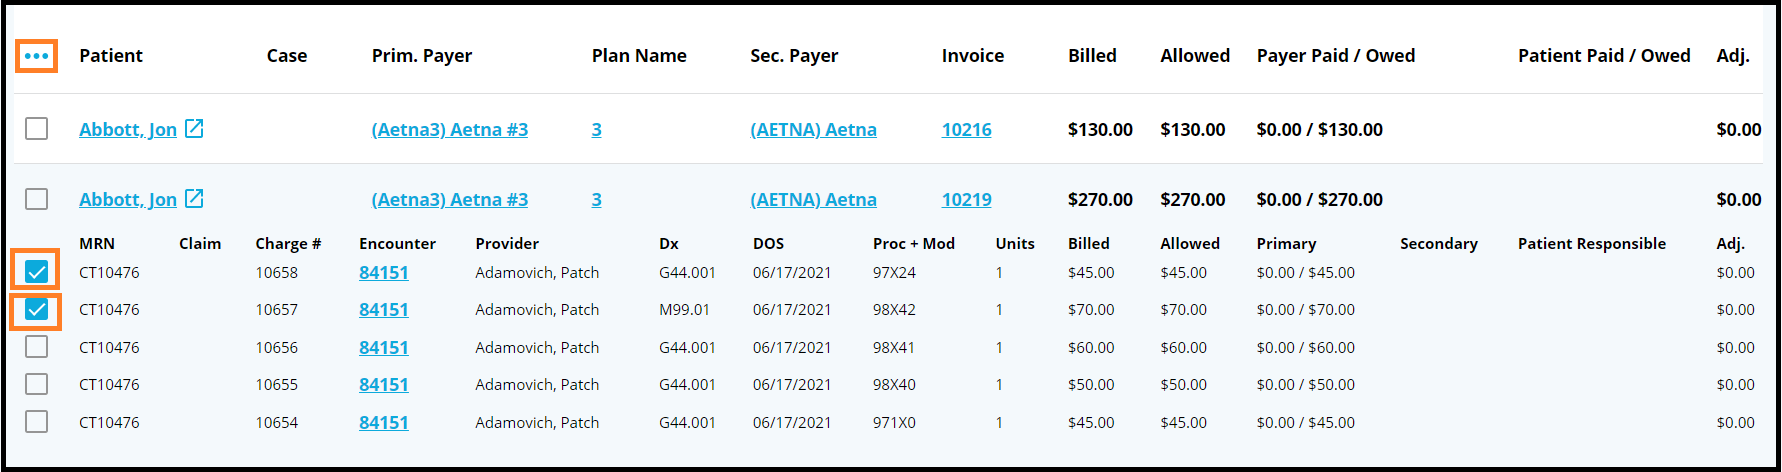 Patient Case Prim. Payer Plan Name Sec. Payer Invoice Billed Allowed Payer Paid / Owed Patient Paid / Owed Adj.
Abbott, Jon (Aetna3) Aetna #3 3 (AETNA) Aetna 10216 $130.00 $130.00 $0.00 / $130.00 $0.00
Abbott, Jon (Aetna3) Aetna #3 3 (AETNA) Aetna 10219 $270.00 $270.00 $0.00 / $270.00 $0.00
MRN Claim Charge # Encounter Provider Dx DOS Proc + Mod Units Billed Allowed Primary Secondary Patient Responsible Adj.
CT10476 10658 84151 Adamovich, Patch G44.001 06/17/2021 97X24 1 $45.00 $45.00 $0.00 / $45.00 $0.00
CT10476 10657 84151 Adamovich, Patch M99.01 06/17/2021 98X42 1 $70.00 $70.00 $0.00 / $70.00 $0.00
CT10476 10656 84151 Adamovich, Patch G44.001 06/17/2021 98X41 1 $60.00 $60.00 $0.00 / $60.00 $0.00
CT10476 10655 84151 Adamovich, Patch G44.001 06/17/2021 98X40 1 $50.00 $50.00 $0.00 / $50.00 $0.00
CT10476 10654 84151 Adamovich, Patch G44.001 06/17/2021 971X0 1 $45.00 $45.00 $0.00 / $45.00 $0.00